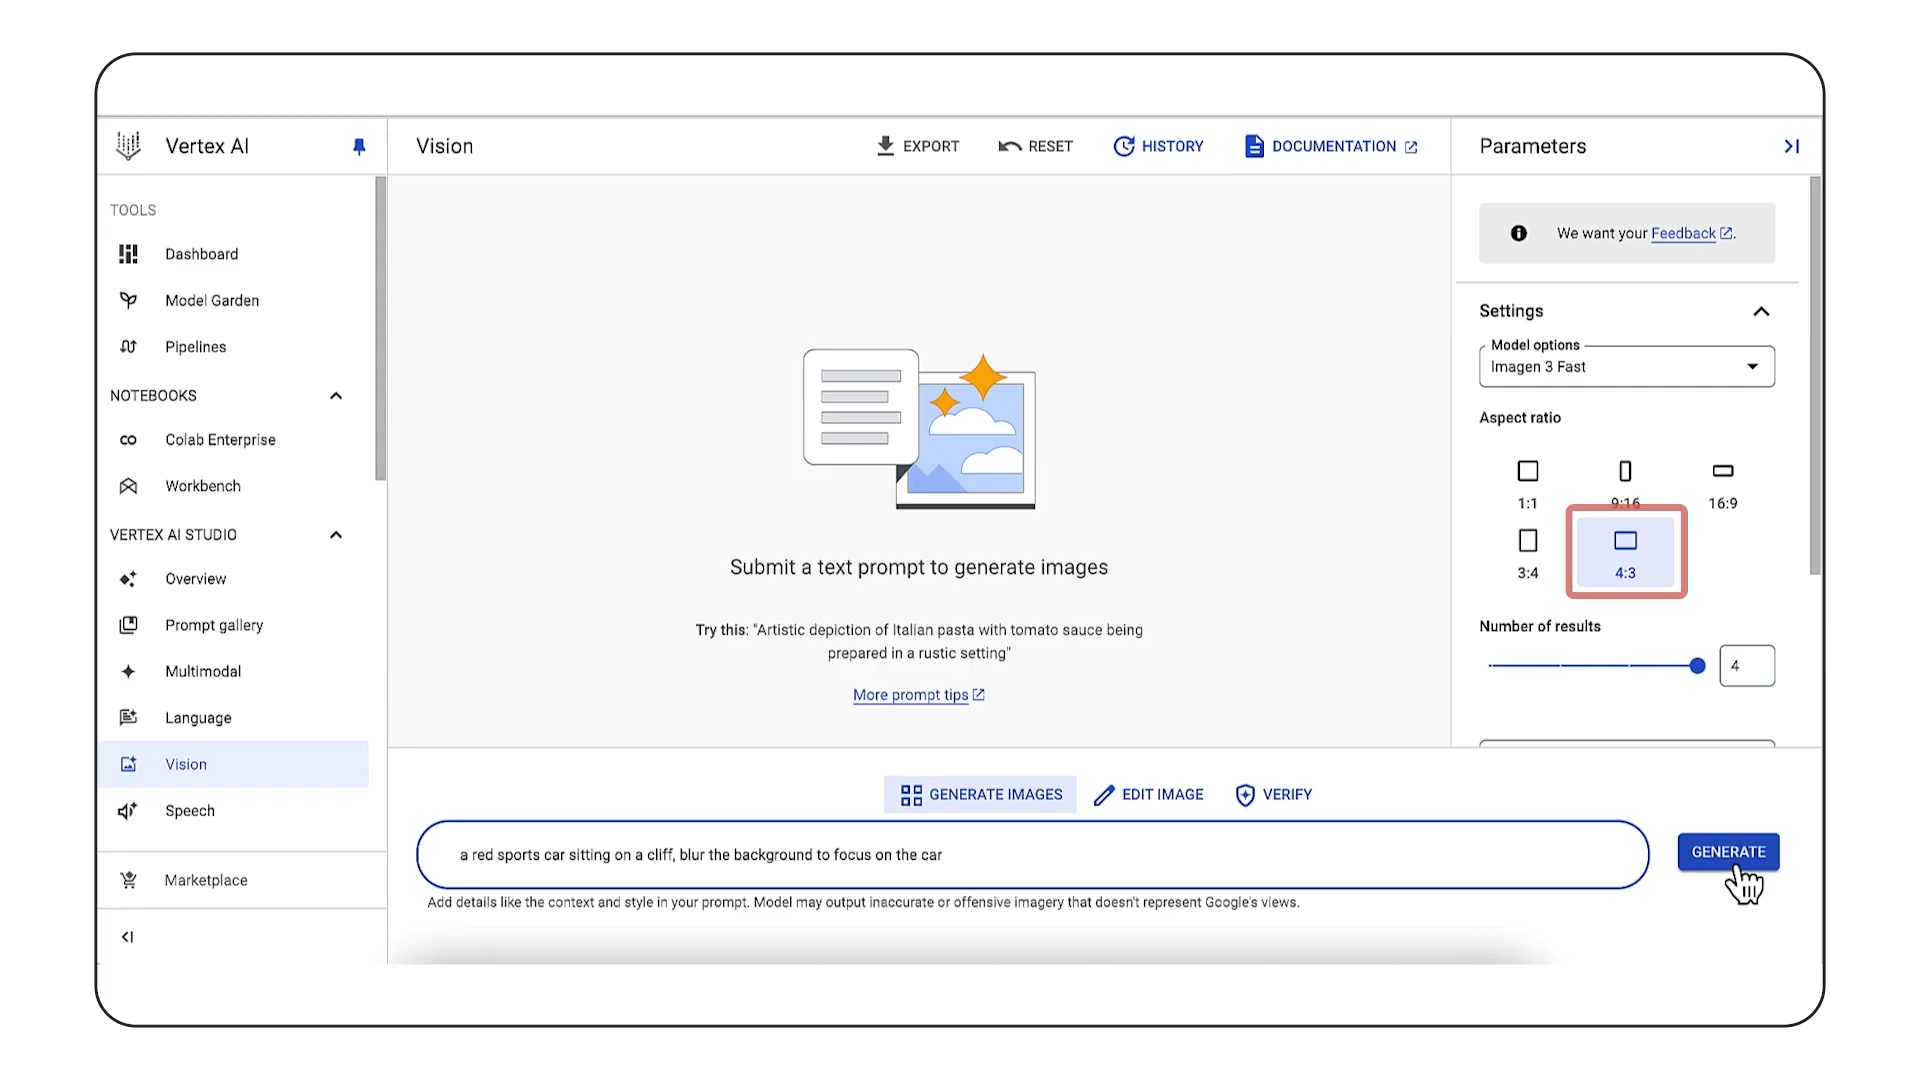 Vertex AI
TOOLS
Dashboard
Model Garden
Pipelines
NOTEBOOKS
Colab Enterprise
Workbench
VERTEX AI STUDIO
Overview
Prompt gallery
Multimodal
Language
Vision
Speech
Marketplace
Vision
EXPORT
RESET
HISTORY
DOCUMENTATION
Submit a text prompt to generate images
Try this: "Artistic depiction of Italian pasta with tomato sauce being
prepared in a rustic setting"
More prompt tips
GENERATE IMAGES
EDIT IMAGE
VERIFY
a red sports car sitting on a cliff, blur the background to focus on the car
GENERATE
Add details like the context and style in your prompt. Model may output inaccurate or offensive imagery that doesn't represent Google's views.
Parameters
We want your Feedback.
Settings
Model options
Imagen 3 Fast
Aspect ratio
1:1
9:16
16:9
3:4
4:3
Number of results
4